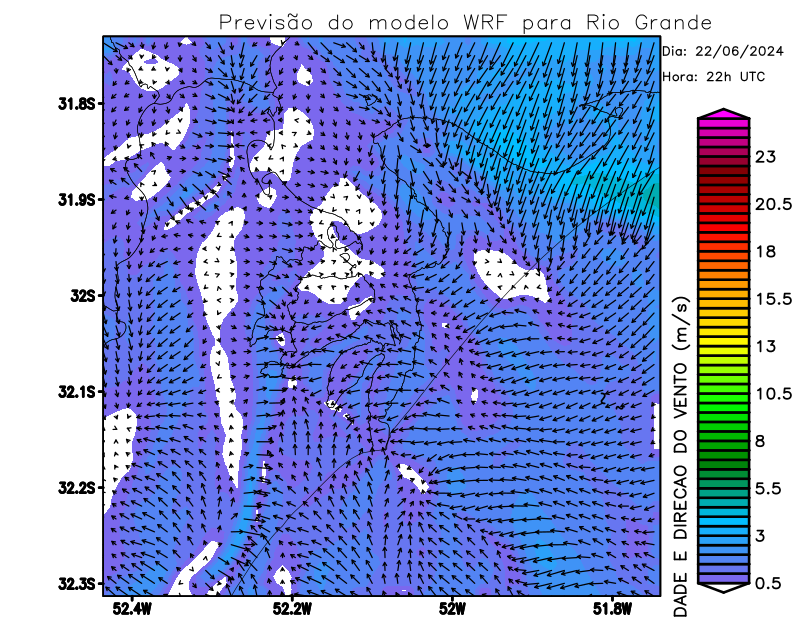 Previsão do modelo WRF para Rio Grande
Dia: 22/06/2024
Hora: 22h UTC
31.8S
31.9S
32S
32.1S
32.2S
32.3S
52.4W
52.2W
52W
51.8W
23
20.5
18
15.5
13
10.5
8
5.5
3
0.5
DADE E DIRECAO DO VENTO (m/s)